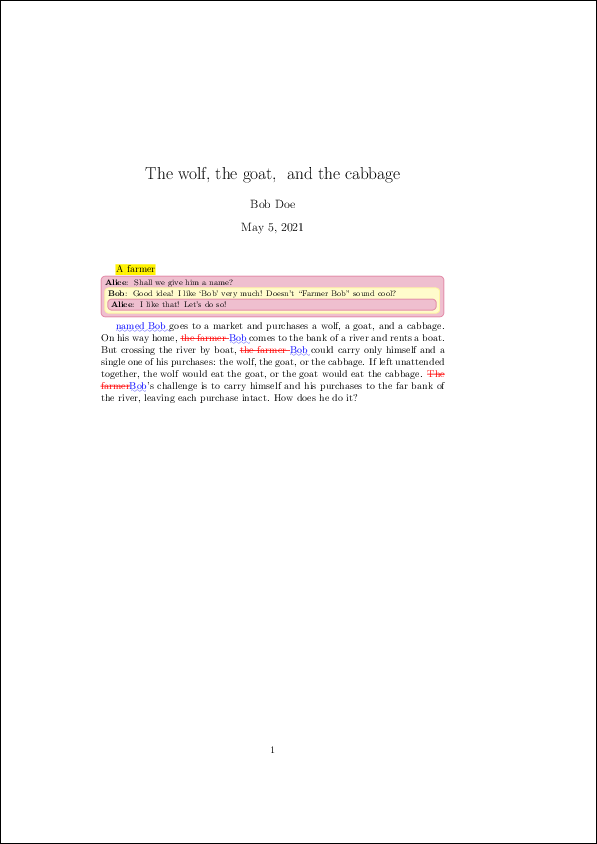 The wolf, the goat, and the cabbage
Bob Doe
May 5, 2021
A farmer
Alice: Shall we give him a name?
Bob: Good idea! I like ‘Bob’ very much! Doesn’t “Farmer Bob” sound cool?
Alice: I like that! Let’s do so!
named Bob goes to a market and purchases a wolf, a goat, and a cabbage.
On his way home, the farmer Bob comes to the bank of a river and rents a boat.
But crossing the river by boat, the farmer Bob could carry only himself and a
single one of his purchases: the wolf, the goat, or the cabbage. If left unattended
together, the wolf would eat the goat, or the goat would eat the cabbage. The
farmerBob’s challenge is to carry himself and his purchases to the far bank of
the river, leaving each purchase intact. How does he do it?
1